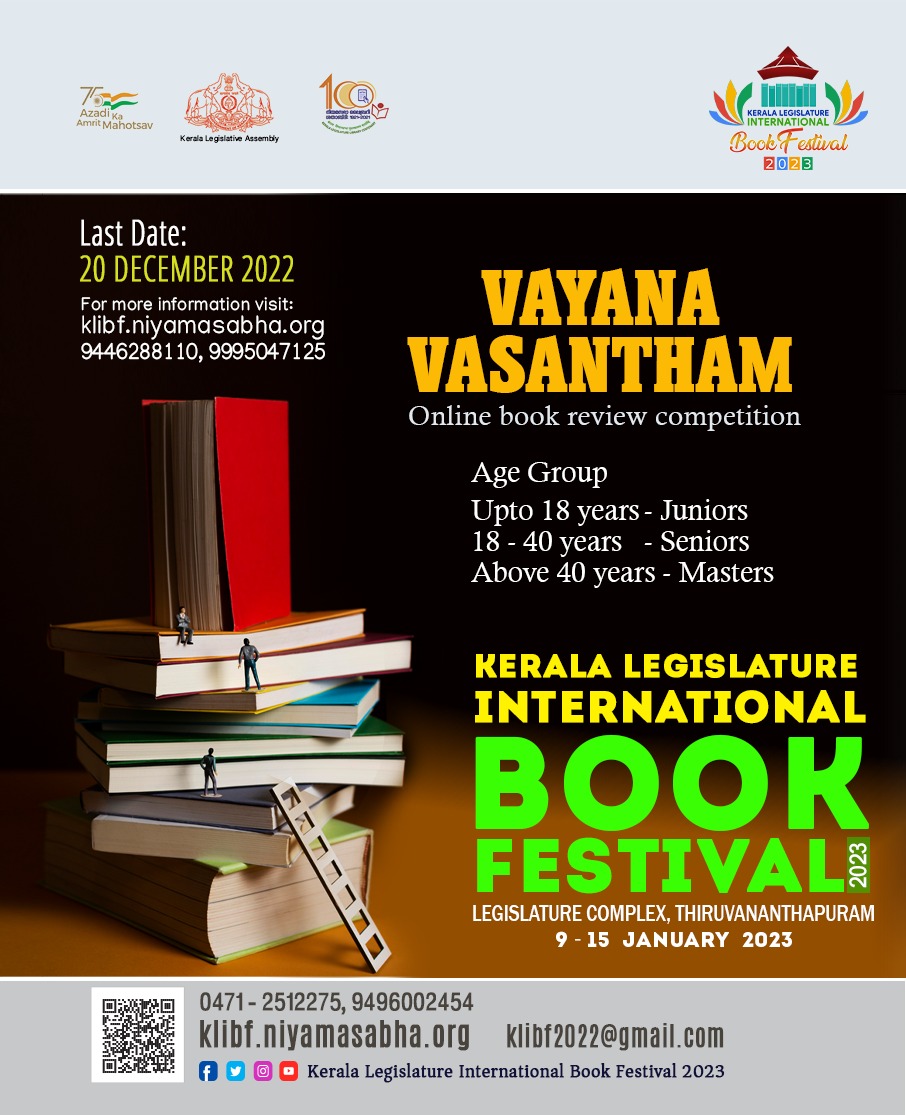 75
Azadi Ka
Amrit Mahotsav
Kerala Legislative Assembly
100
KERALA LEGISLATURE
INTERNATIONAL
Book Festival
2023
Last Date:
20 DECEMBER 2022
For more information visit:
klibf.niyamasabha.org
9446288110, 9995047125
VAYANA
VASANTHAM
Online book review competition
Age Group
Upto 18 years - Juniors
18 - 40 years - Seniors
Above 40 years - Masters
KERALA LEGISLATURE
INTERNATIONAL
BOOK
FESTIVAL 2023
LEGISLATURE COMPLEX, THIRUVANANTHAPURAM
9 - 15 JANUARY 2023
0471 - 2512275, 9496002454
klibf.niyamasabha.org klibf2022@gmail.com
Kerala Legislature International Book Festival 2023